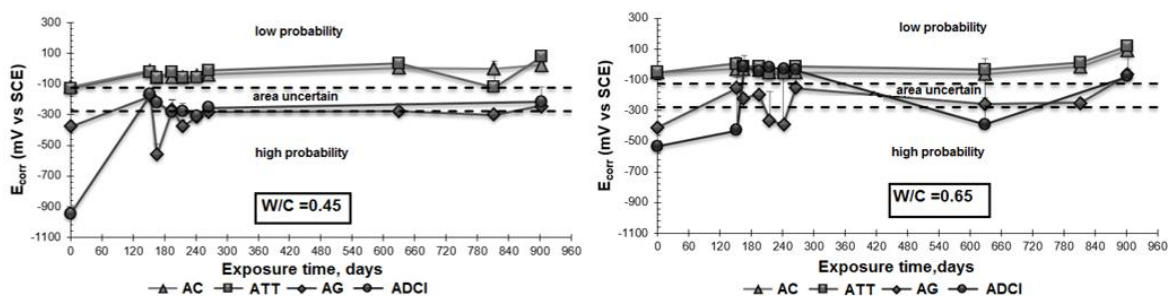 300
100
-100
-300
-500
-700
-900
-1100
E_corr (mV vs SCE)
low probability
area uncertain
high probability
W/C =0.45
0 60 120 180 240 300 360 420 480 540 600 660 720 780 840 900 960
Exposure time, days
AC ATT AG ADCI
300
100
-100
-300
-500
-700
-900
-1100
E_corr (mV vs SCE)
low probability
area uncertain
high probability
W/C =0.65
0 60 120 180 240 300 360 420 480 540 600 660 720 780 840 900 960
Exposure time,days
AC ATT AG ADCI